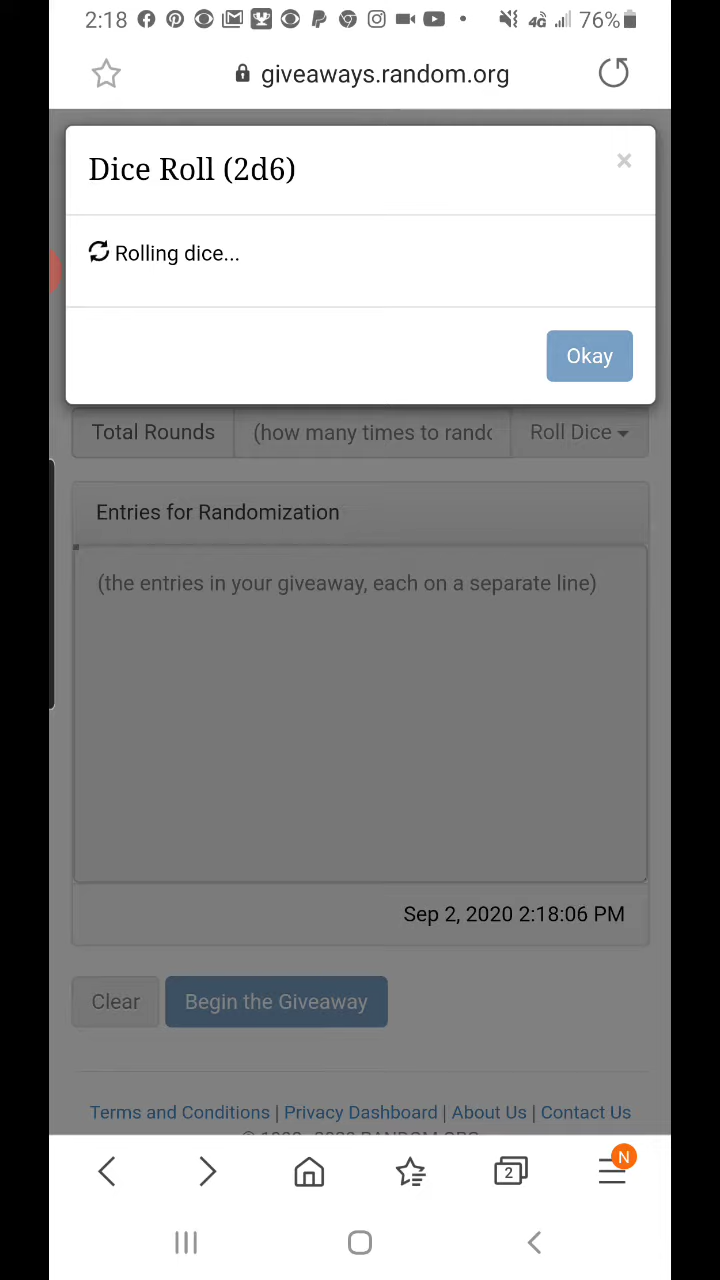 2:18 4G 76%
giveaways.random.org
Dice Roll (2d6)
×
Rolling dice...
Okay
Total Rounds (how many times to rando Roll Dice
Entries for Randomization
(the entries in your giveaway, each on a separate line)
Sep 2, 2020 2:18:06 PM
Clear Begin the Giveaway
Terms and Conditions | Privacy Dashboard | About Us | Contact Us
2 N